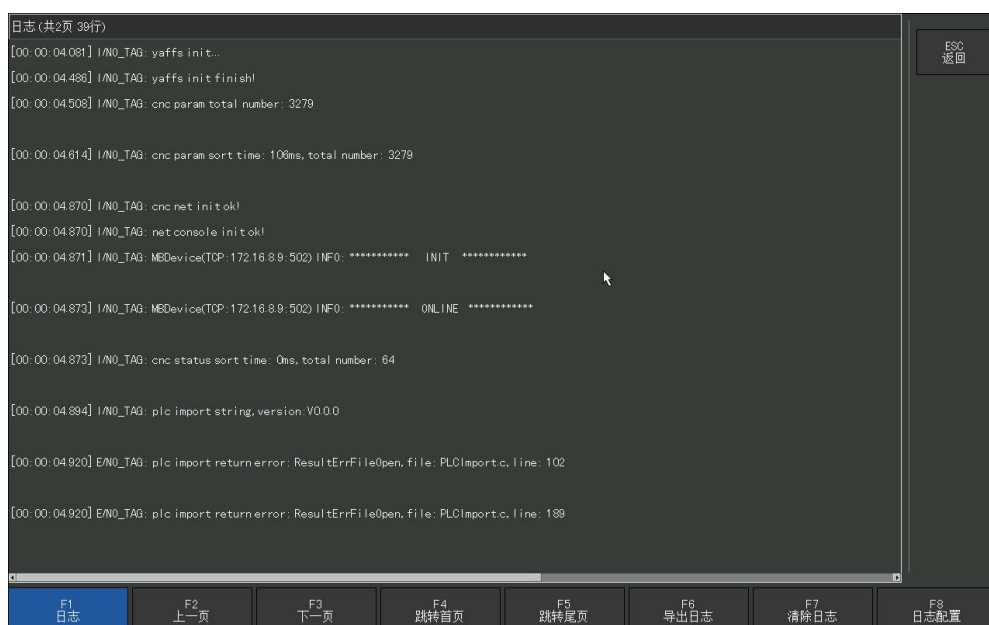 日志(共2页 39行)
[00:00:04.081] I/NO_TAG: yaffs init...
[00:00:04.486] I/NO_TAG: yaffs init finish!
[00:00:04.508] I/NO_TAG: cnc param total number: 3279
[00:00:04.614] I/NO_TAG: cnc param sort time: 106ms, total number: 3279
[00:00:04.870] I/NO_TAG: cnc net init ok!
[00:00:04.870] I/NO_TAG: net console init ok!
[00:00:04.871] I/NO_TAG: MBDevice(TCP:172.16.8.9:502) INFO: *********** INIT ************
[00:00:04.873] I/NO_TAG: MBDevice(TCP:172.16.8.9:502) INFO: *********** ONLINE ************
[00:00:04.873] I/NO_TAG: cnc status sort time: 0ms, total number: 64
[00:00:04.894] I/NO_TAG: plc import string, version:V0.0.0
[00:00:04.920] E/NO_TAG: plc import return error: ResultErrFileOpen, file: PLCImport.c, line: 102
[00:00:04.920] E/NO_TAG: plc import return error: ResultErrFileOpen, file: PLCImport.c, line: 189
ESC
返回
F1
日志
F2
上一页
F3
下一页
F4
跳转首页
F5
跳转尾页
F6
导出日志
F7
清除日志
F8
日志配置